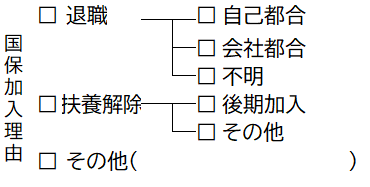 国保加入理由
□ 退職
□ 自己都合
□ 会社都合
□ 不明
□ 扶養解除
□ 後期加入
□ その他
□ その他( )